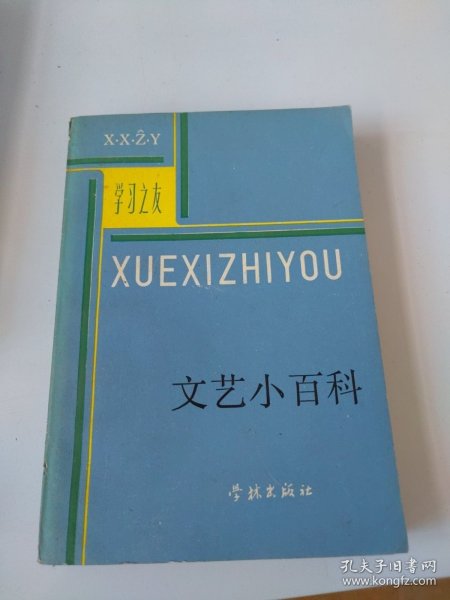 X·X·Ẑ·Y
学习之友
XUEXIZHIYOU
文艺小百科
学林出版社
孔夫子旧书网
www.kongfz.com